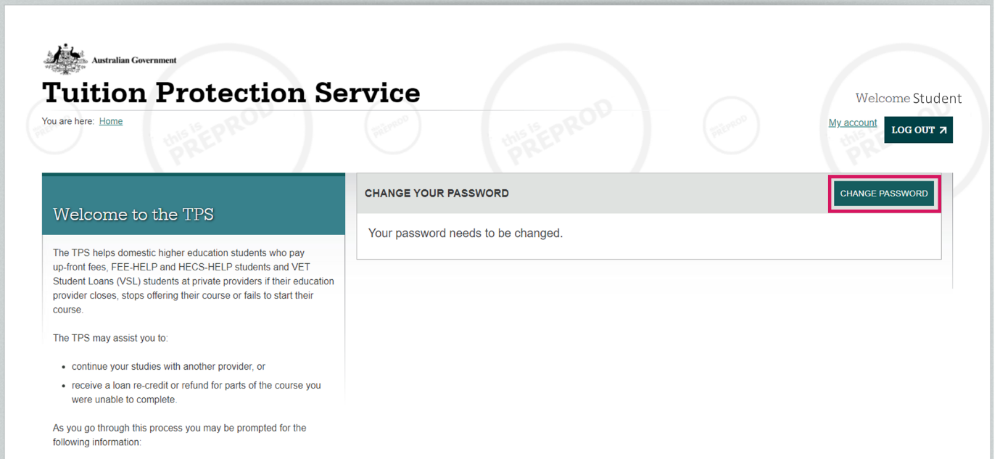 Australian Government
Tuition Protection Service
Welcome Student
You are here: Home
My account
LOG OUT
this is PREPROD
this is PREPROD
this is PREPROD
Welcome to the TPS
The TPS helps domestic higher education students who pay
up-front fees, FEE-HELP and HECS-HELP students and VET
Student Loans (VSL) students at private providers if their education
provider closes, stops offering their course or fails to start their
course.
The TPS may assist you to:
• continue your studies with another provider, or
• receive a loan re-credit or refund for parts of the course you
were unable to complete.
As you go through this process you may be prompted for the
following information:
CHANGE YOUR PASSWORD
CHANGE PASSWORD
Your password needs to be changed.